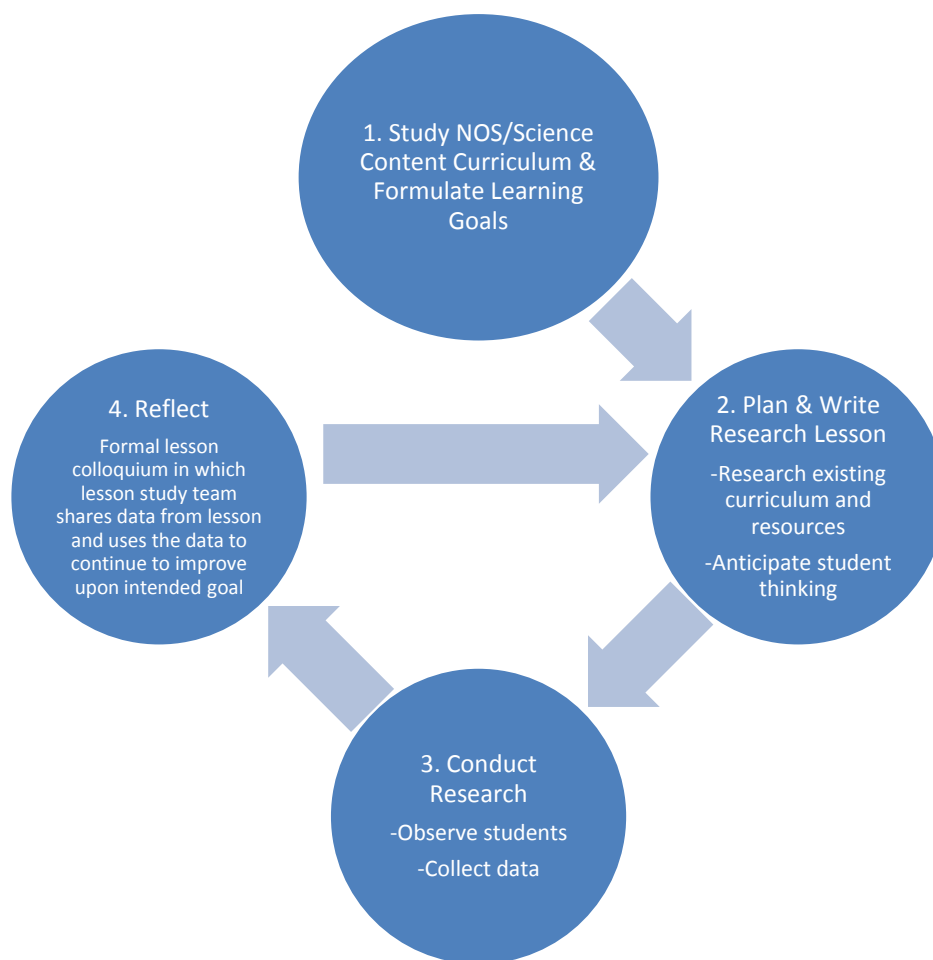 1. Study NOS/Science
Content Curriculum &
Formulate Learning
Goals
2. Plan & Write
Research Lesson
-Research existing
curriculum and
resources
-Anticipate student
thinking
3. Conduct
Research
-Observe students
-Collect data
4. Reflect
Formal lesson
colloquium in which
lesson study team
shares data from lesson
and uses the data to
continue to improve
upon intended goal